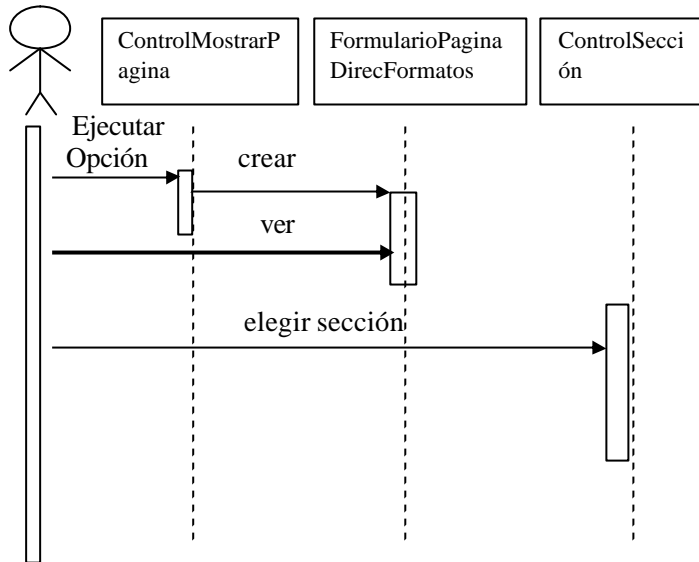 ControlMostrarP
agina
FormularioPagina
DirecFormatos
ControlSecci
ón
Ejecutar
Opción
crear
ver
elegir sección